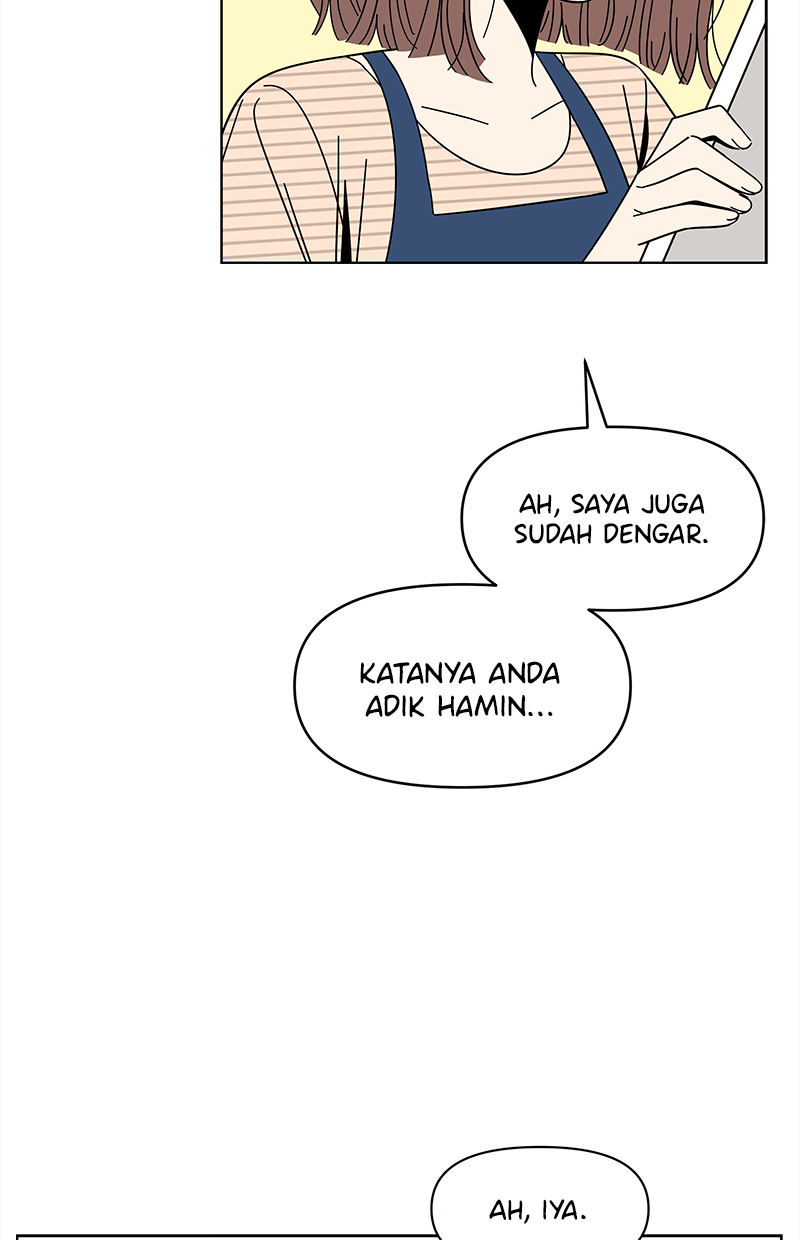 AH, SAYA JUGA
SUDAH DENGAR.
KATANYA ANDA
ADIK HAMIN...
AH, IYA.